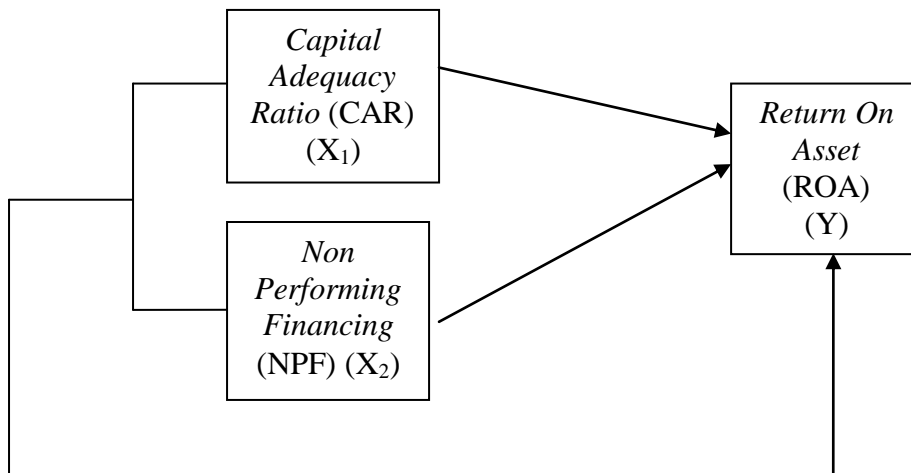 Capital
Adequacy
Ratio (CAR)
(X₁)
Return On
Asset
(ROA)
(Y)
Non
Performing
Financing
(NPF) (X₂)